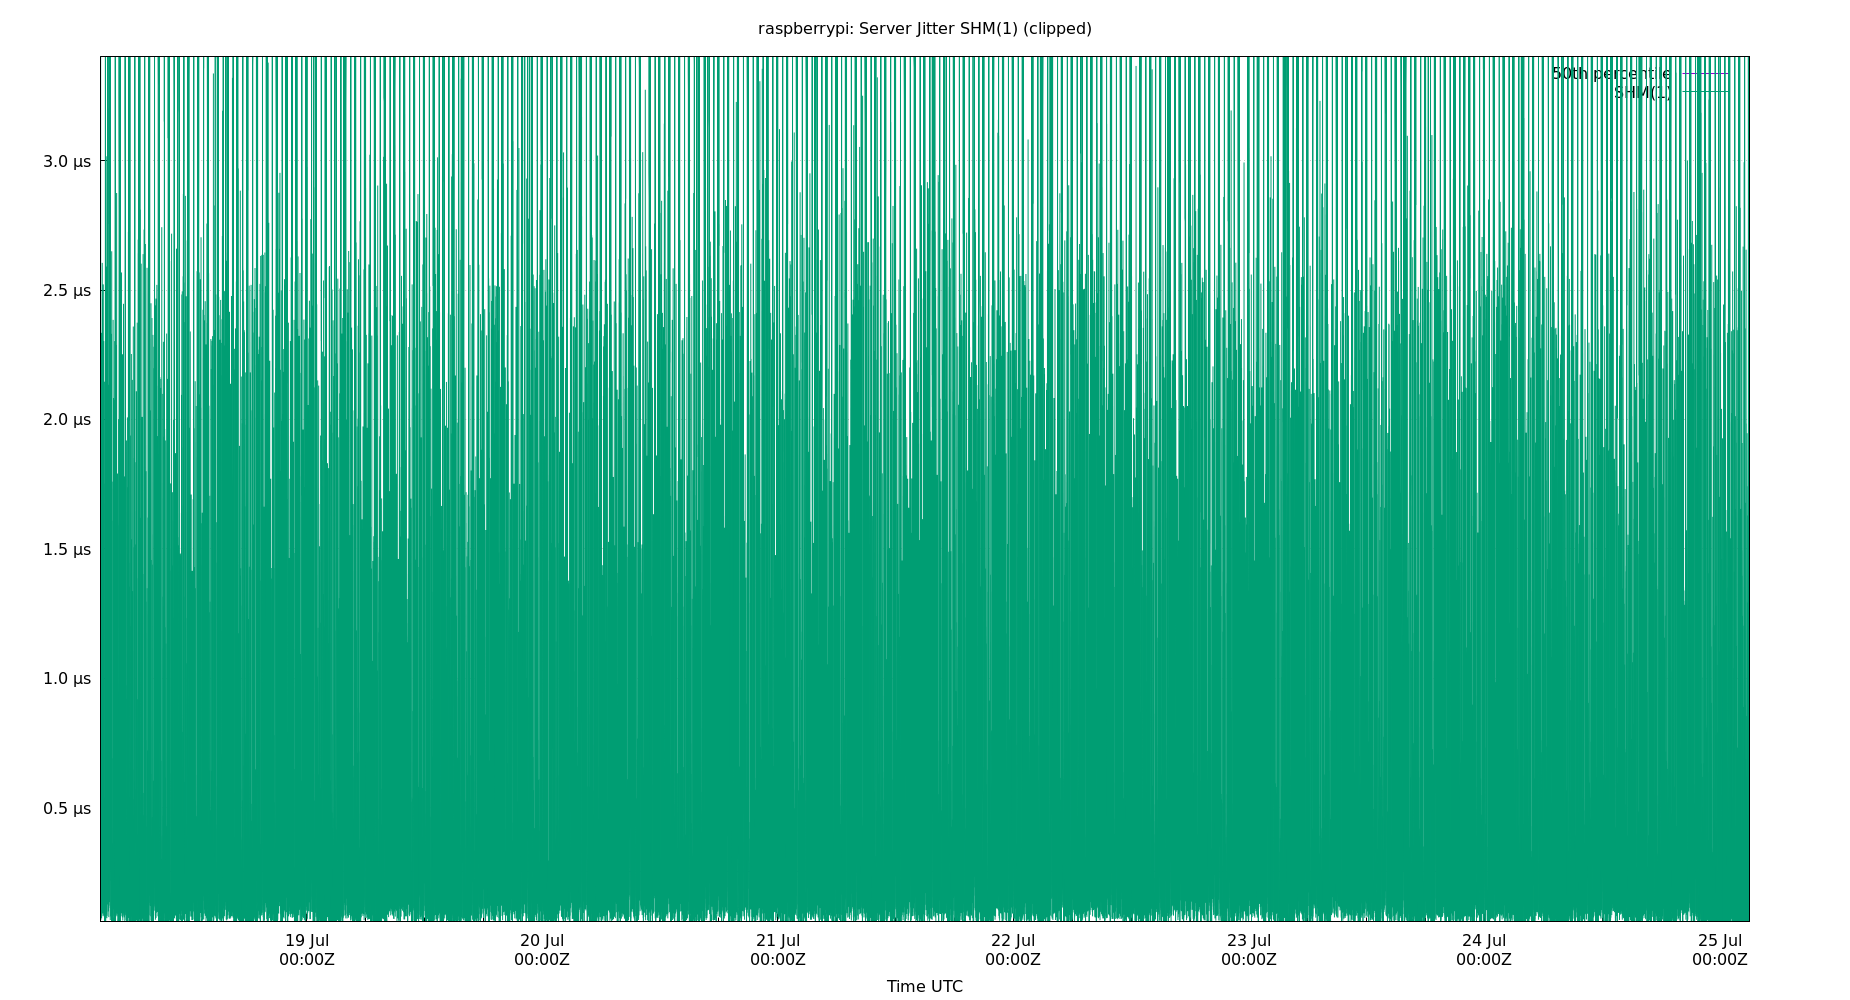 raspberrypi: Server Jitter SHM(1) (clipped)
50th percentile
SHM(1)
3.0 µs
2.5 µs
2.0 µs
1.5 µs
1.0 µs
0.5 µs
19 Jul 20 Jul 21 Jul 22 Jul 23 Jul 24 Jul 25 Jul
00:00Z 00:00Z 00:00Z 00:00Z 00:00Z 00:00Z 00:00Z
Time UTC